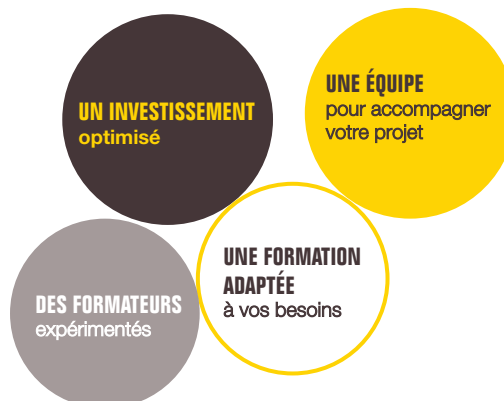 UN INVESTISSEMENT
optimisé
UNE ÉQUIPE
pour accompagner
votre projet
UNE FORMATION
ADAPTÉE
à vos besoins
DES FORMATEURS
expérimentés